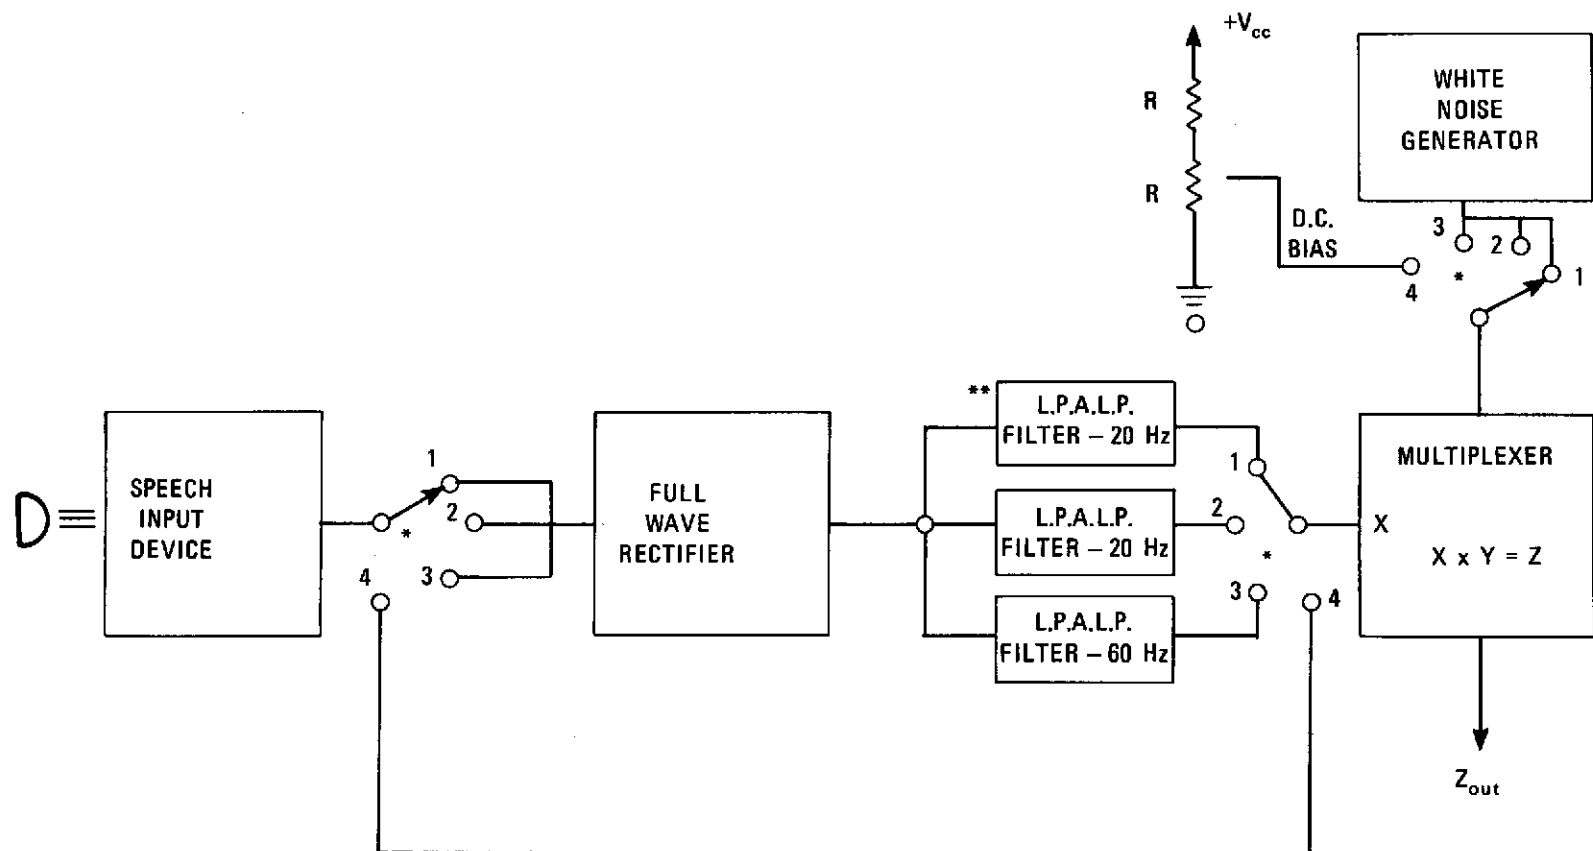 +Vcc
R
R
D.C.
BIAS
WHITE
NOISE
GENERATOR
3
2
1
4
*
SPEECH
INPUT
DEVICE
1
2
3
4
*
FULL
WAVE
RECTIFIER
**
L.P.A.L.P.
FILTER – 20 Hz
L.P.A.L.P.
FILTER – 20 Hz
L.P.A.L.P.
FILTER – 60 Hz
1
2
3
4
*
MULTIPLEXER
X
X x Y = Z
Zout